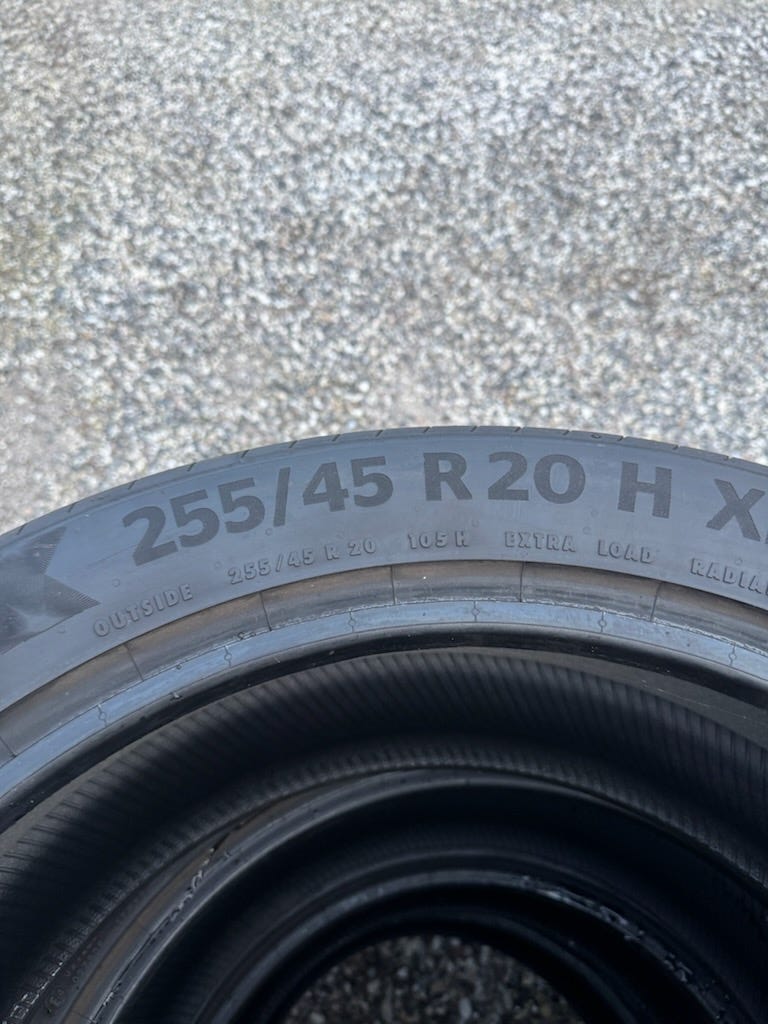 255/45 R20 H
OUTSIDE 255/45 R 20 105 H EXTRA LOAD